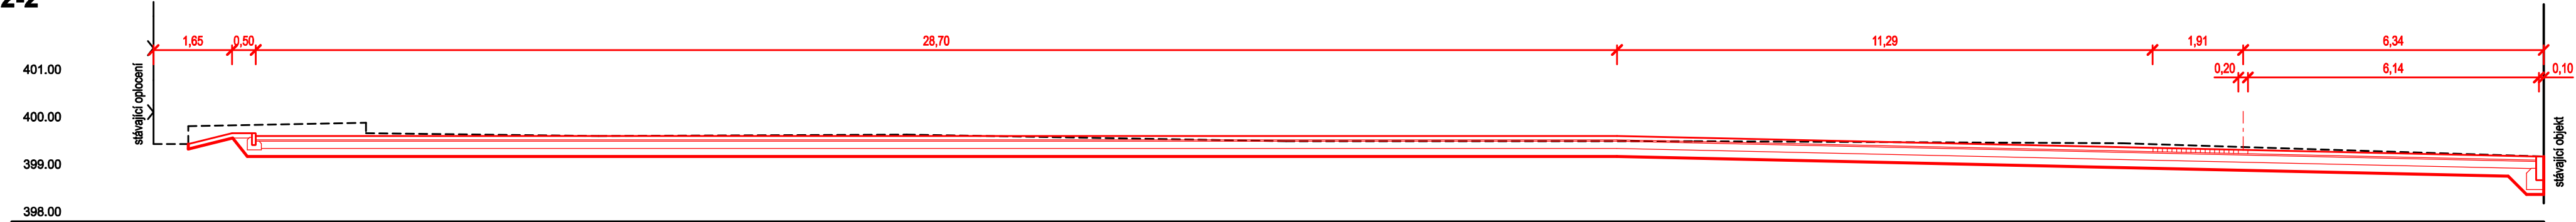 2-2
1,65 0,50 28,70 11,29 1,91 6,34
0,20 6,14 0,10
401.00
400.00
399.00
398.00
stávající oplocení
stávající objekt